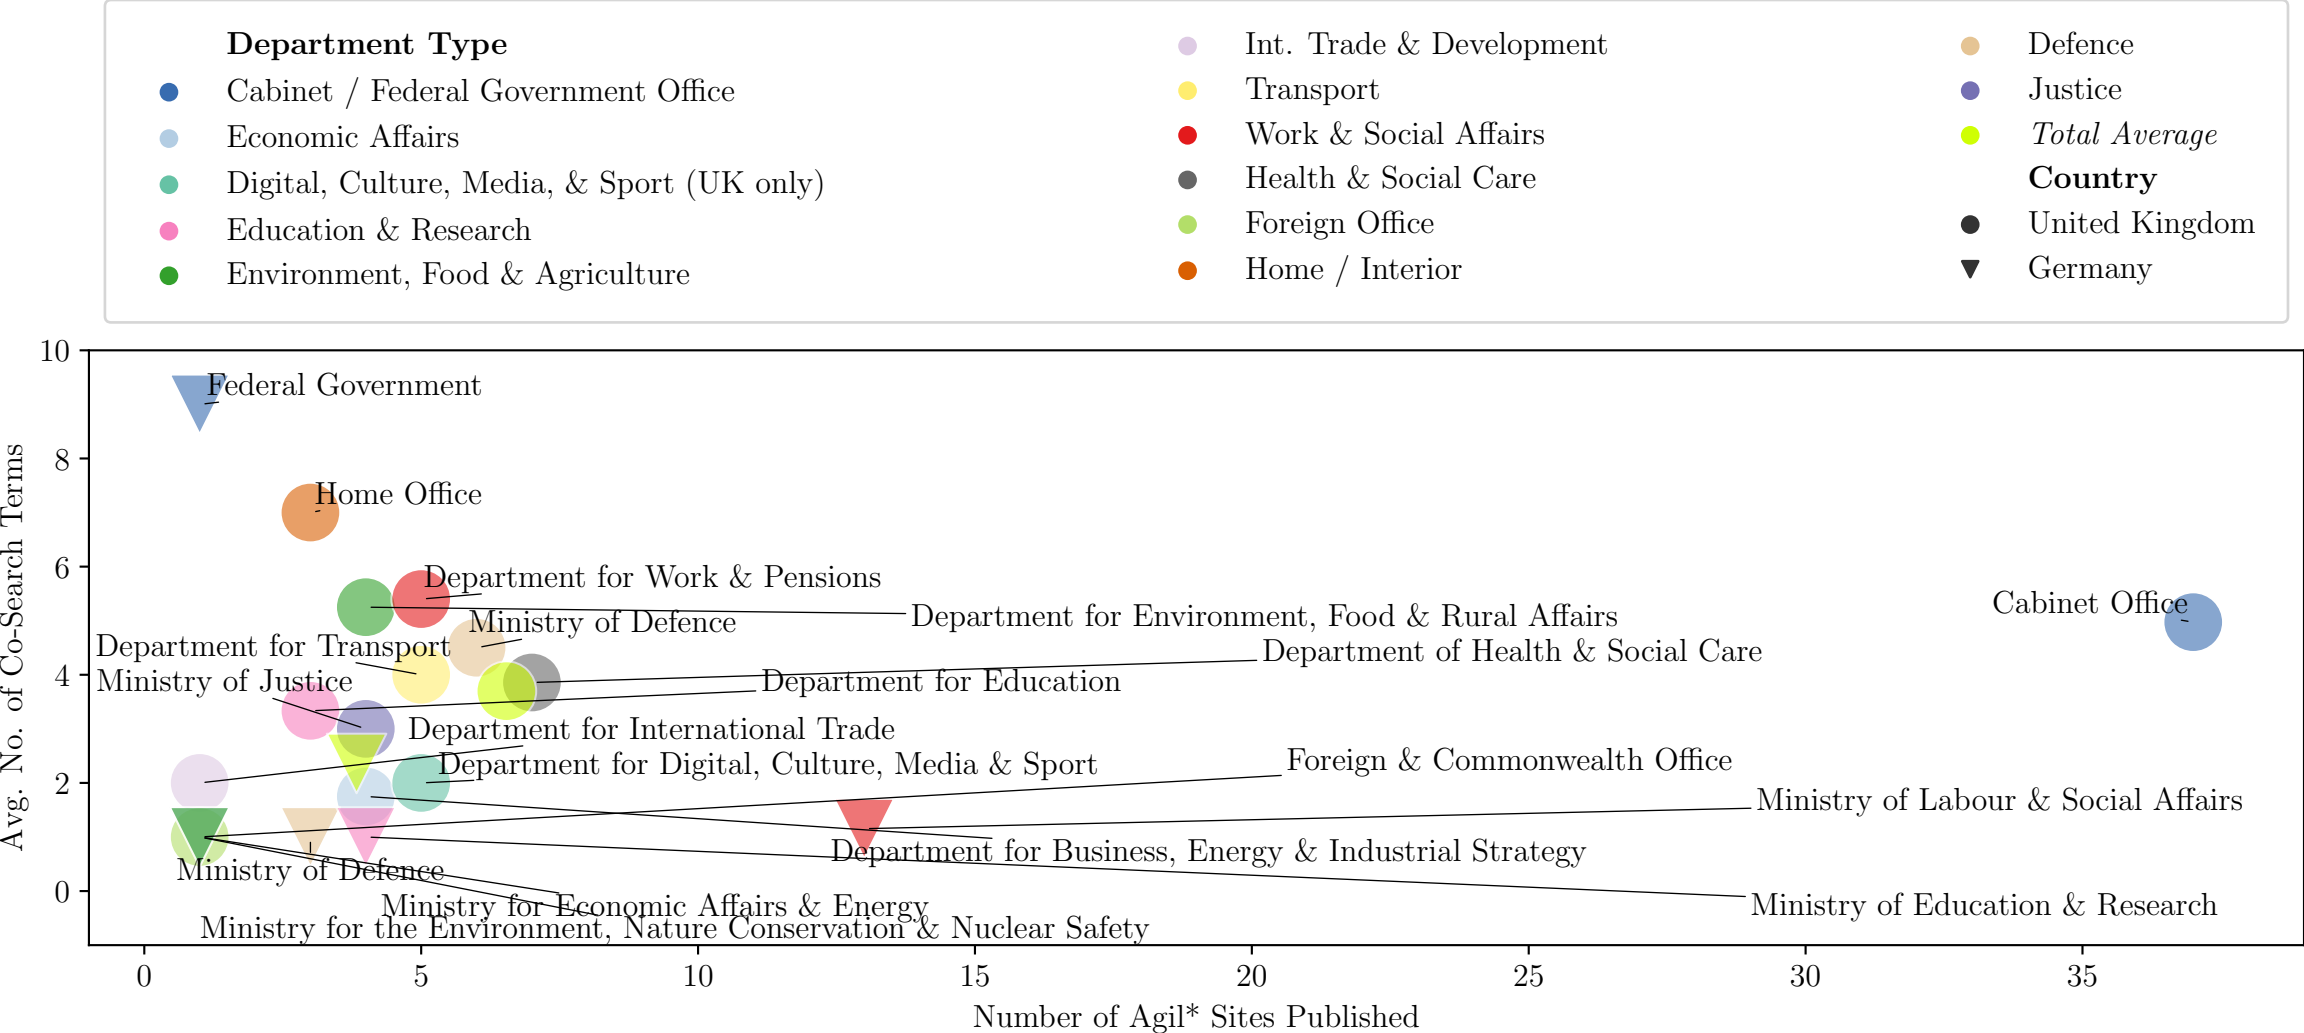 Department Type
Cabinet / Federal Government Office
Economic Affairs
Digital, Culture, Media, & Sport (UK only)
Education & Research
Environment, Food & Agriculture
Int. Trade & Development
Transport
Work & Social Affairs
Health & Social Care
Foreign Office
Home / Interior
Defence
Justice
Total Average
Country
United Kingdom
Germany
10
8
6
4
2
0
Avg. No. of Co-Search Terms
Federal Government
Home Office
Department for Work & Pensions
Cabinet Office
Department for Environment, Food & Rural Affairs
Ministry of Defence
Department for Transport
Department of Health & Social Care
Ministry of Justice
Department for Education
Department for International Trade
Department for Digital, Culture, Media & Sport
Foreign & Commonwealth Office
Ministry of Labour & Social Affairs
Department for Business, Energy & Industrial Strategy
Ministry of Defence
Ministry for Economic Affairs & Energy
Ministry of Education & Research
Ministry for the Environment, Nature Conservation & Nuclear Safety
0
5
10
15
20
25
30
35
Number of Agil* Sites Published